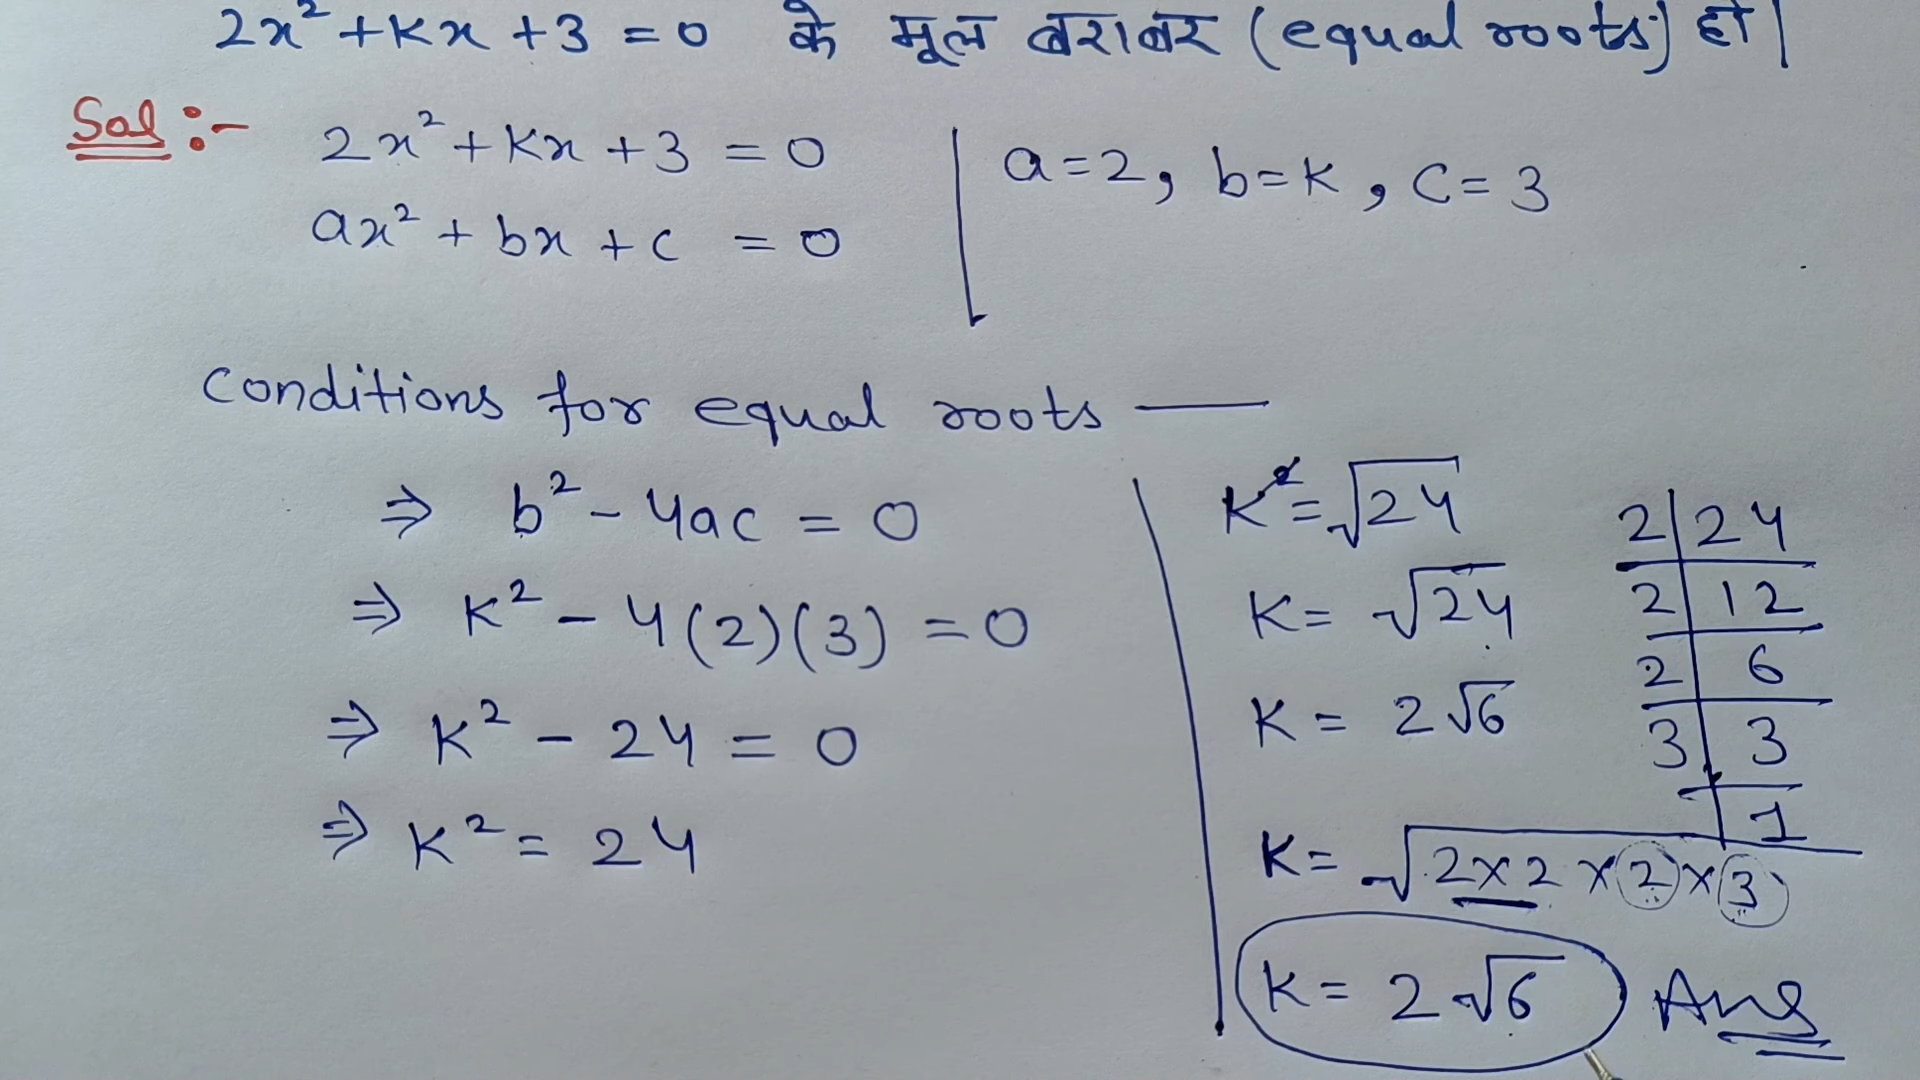 2x² + Kx + 3 = 0 के मूल बराबर (equal roots) हो |
Sol :-
2x² + Kx + 3 = 0
ax² + bx + c = 0
a = 2, b = K, C = 3
Conditions for equal roots —
⇒ b² - 4ac = 0
⇒ K² - 4(2)(3) = 0
⇒ K² - 24 = 0
⇒ K² = 24
K² = √24
K = √24
K = 2√6
K = √2×2×2×3
K = 2√6 Ans
2 | 24
2 | 12
2 | 6
3 | 3
| 1